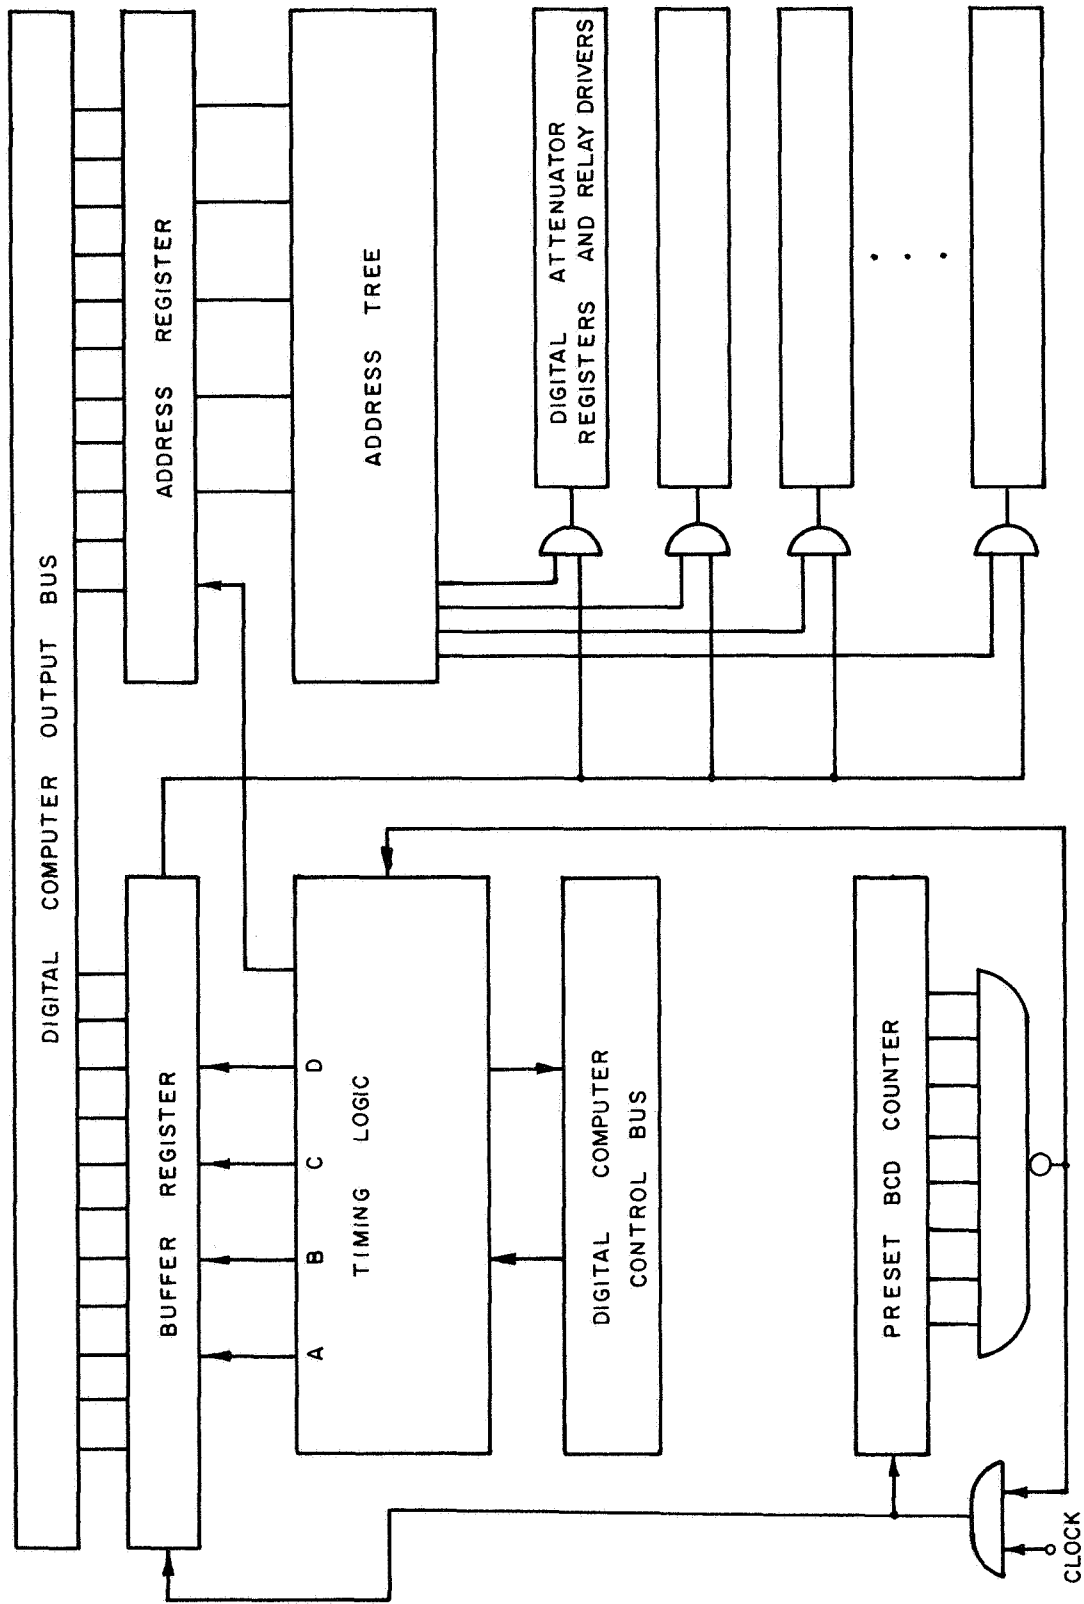 DIGITAL COMPUTER OUTPUT BUS
BUFFER REGISTER
ADDRESS REGISTER
A
B
C
D
TIMING LOGIC
ADDRESS TREE
DIGITAL COMPUTER
CONTROL BUS
DIGITAL ATTENUATOR
REGISTERS AND RELAY DRIVERS
PRESET BCD COUNTER
CLOCK